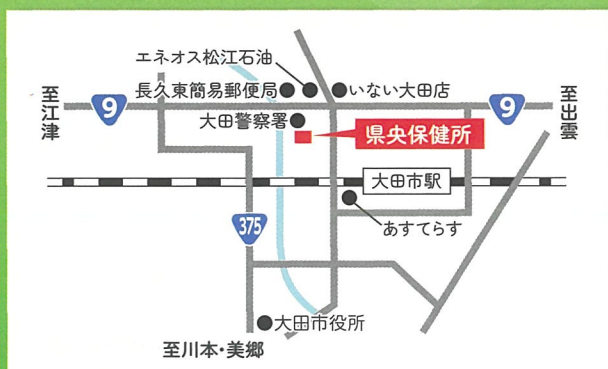 エネオス松江石油
長久東簡易郵便局
いない大田店
至江津
9
9
至出雲
大田警察署
県央保健所
大田市駅
あすてらす
375
大田市役所
至川本・美郷